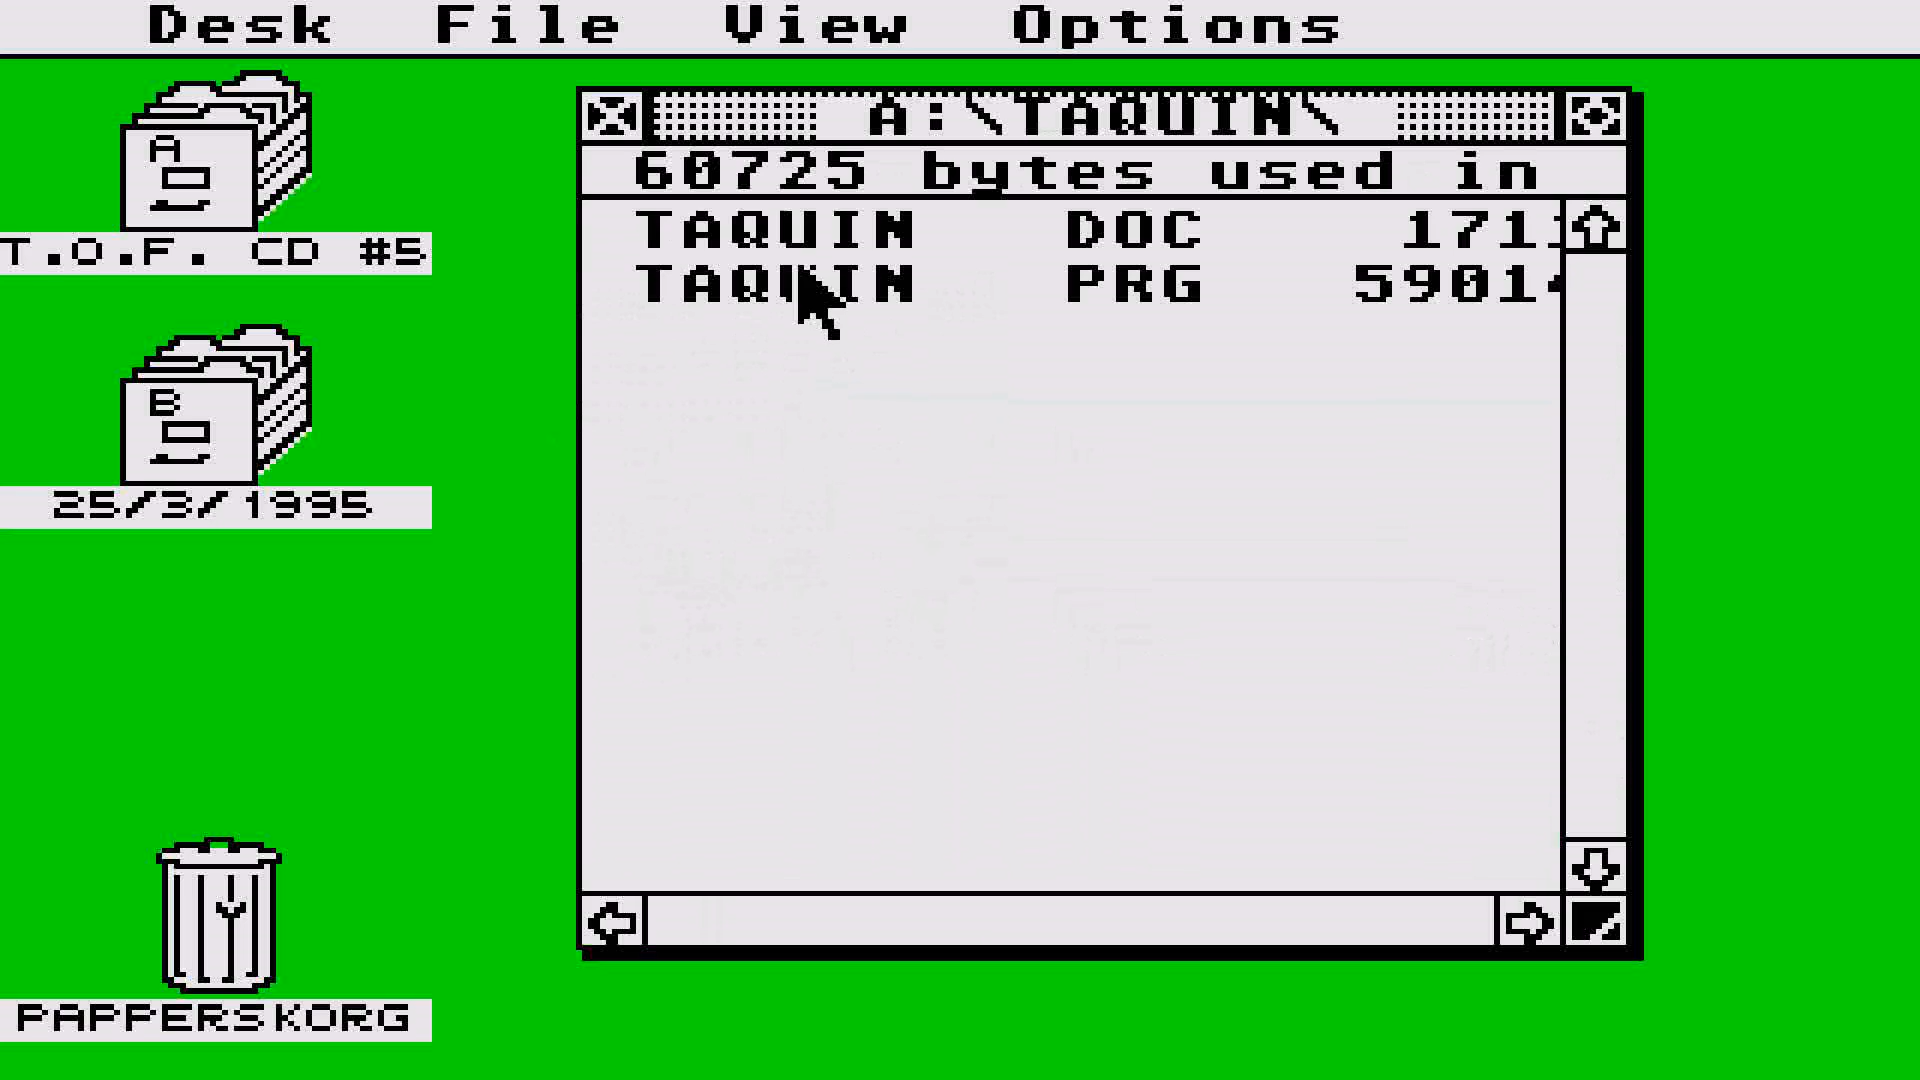 Desk File View Options
A
T.O.F. CD #5
B
25/3/1995
PAPPERSKORG
A:\TAQUIN\
60725 bytes used in
TAQUIN DOC 171
TAQUIN PRG 5901